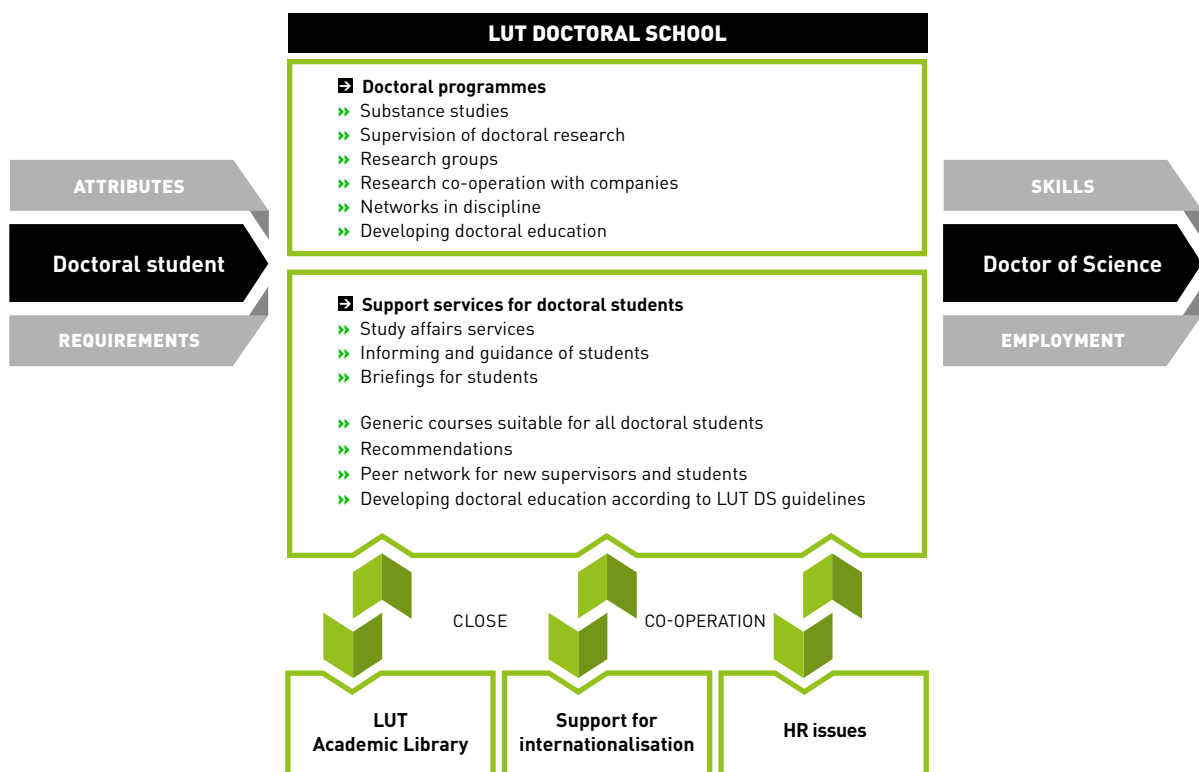 LUT DOCTORAL SCHOOL
Doctoral programmes
Substance studies
Supervision of doctoral research
Research groups
Research co-operation with companies
Networks in discipline
Developing doctoral education
ATTRIBUTES
Doctoral student
REQUIREMENTS
SKILLS
Doctor of Science
EMPLOYMENT
Support services for doctoral students
Study affairs services
Informing and guidance of students
Briefings for students
Generic courses suitable for all doctoral students
Recommendations
Peer network for new supervisors and students
Developing doctoral education according to LUT DS guidelines
CLOSE CO-OPERATION
LUT
Academic Library
Support for
internationalisation
HR issues